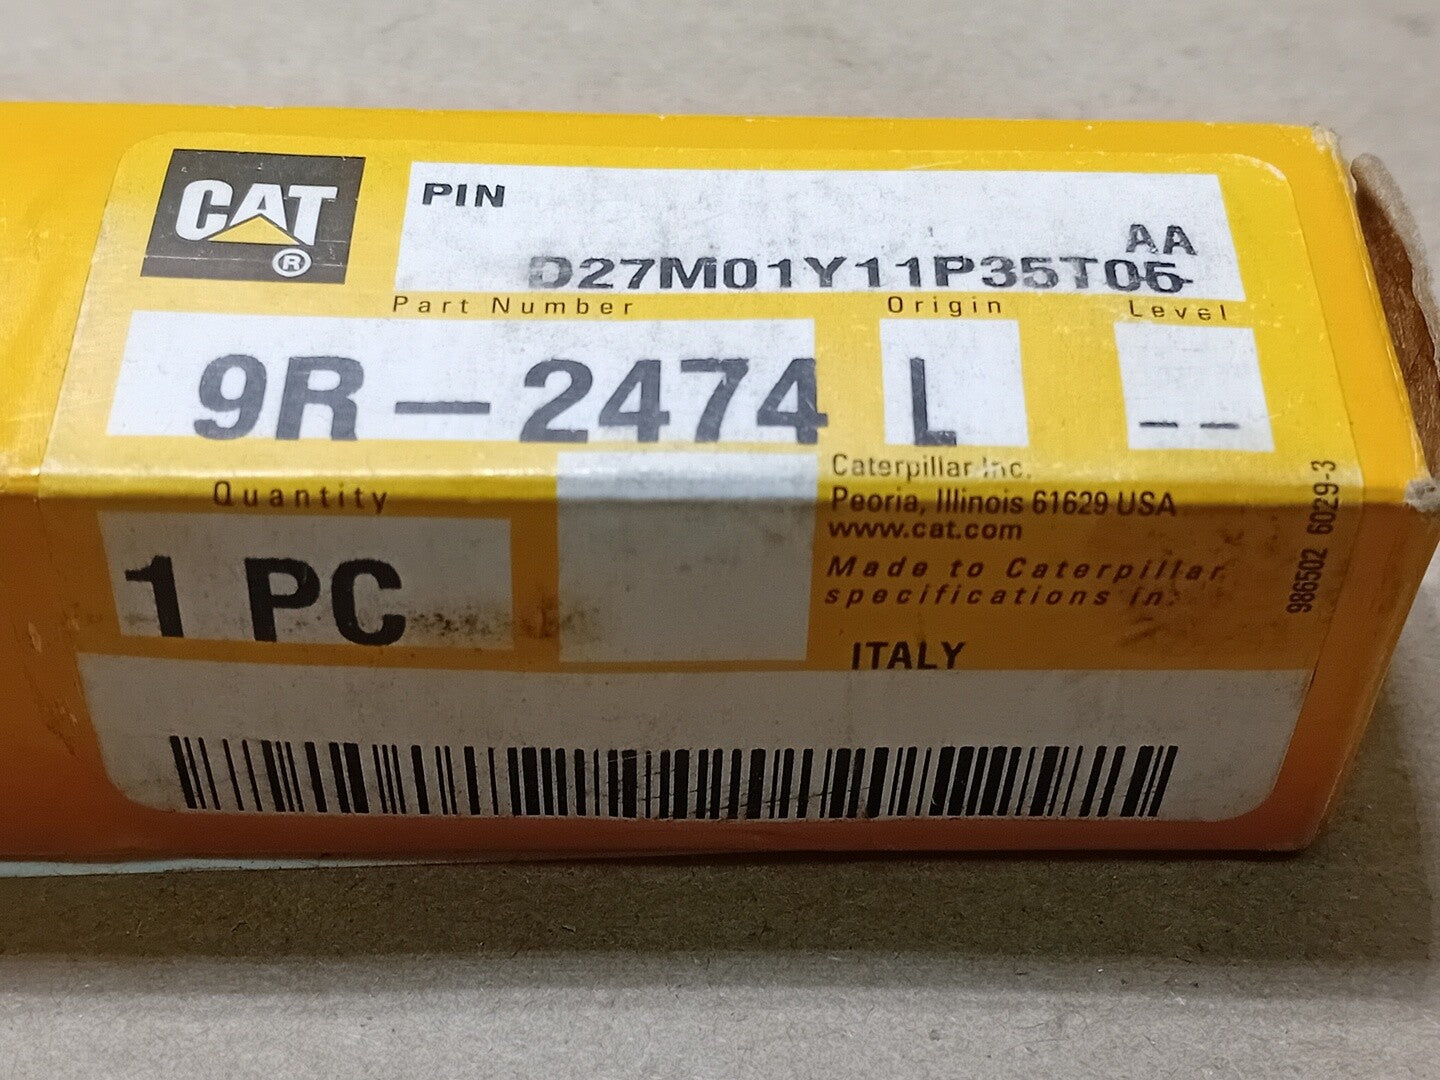 CAT
®
PIN
AA
D27M01Y11P35T06
Part Number
Origin
Level
9R-2474
L
--
Quantity
1 PC
Caterpillar Inc.
Peoria, Illinois 61629 USA
www.cat.com
Made to Caterpillar
specifications in:
ITALY
986502 6029-3